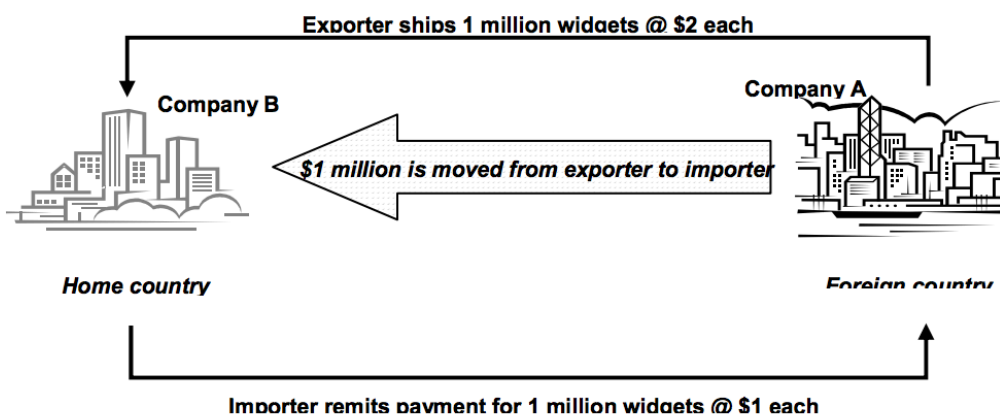 Exporter ships 1 million widgets @ $2 each
Company B
Company A
$1 million is moved from exporter to importer
Home country
Foreign country
Importer remits payment for 1 million widgets @ $1 each